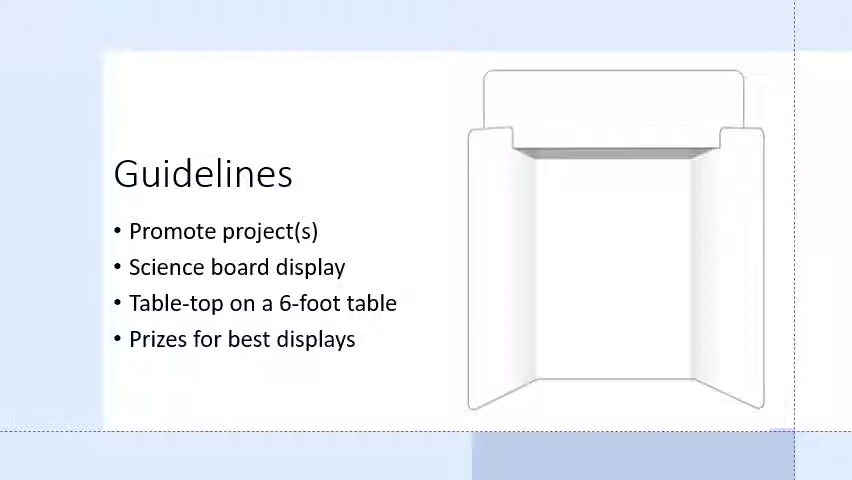 Guidelines
• Promote project(s)
• Science board display
• Table-top on a 6-foot table
• Prizes for best displays